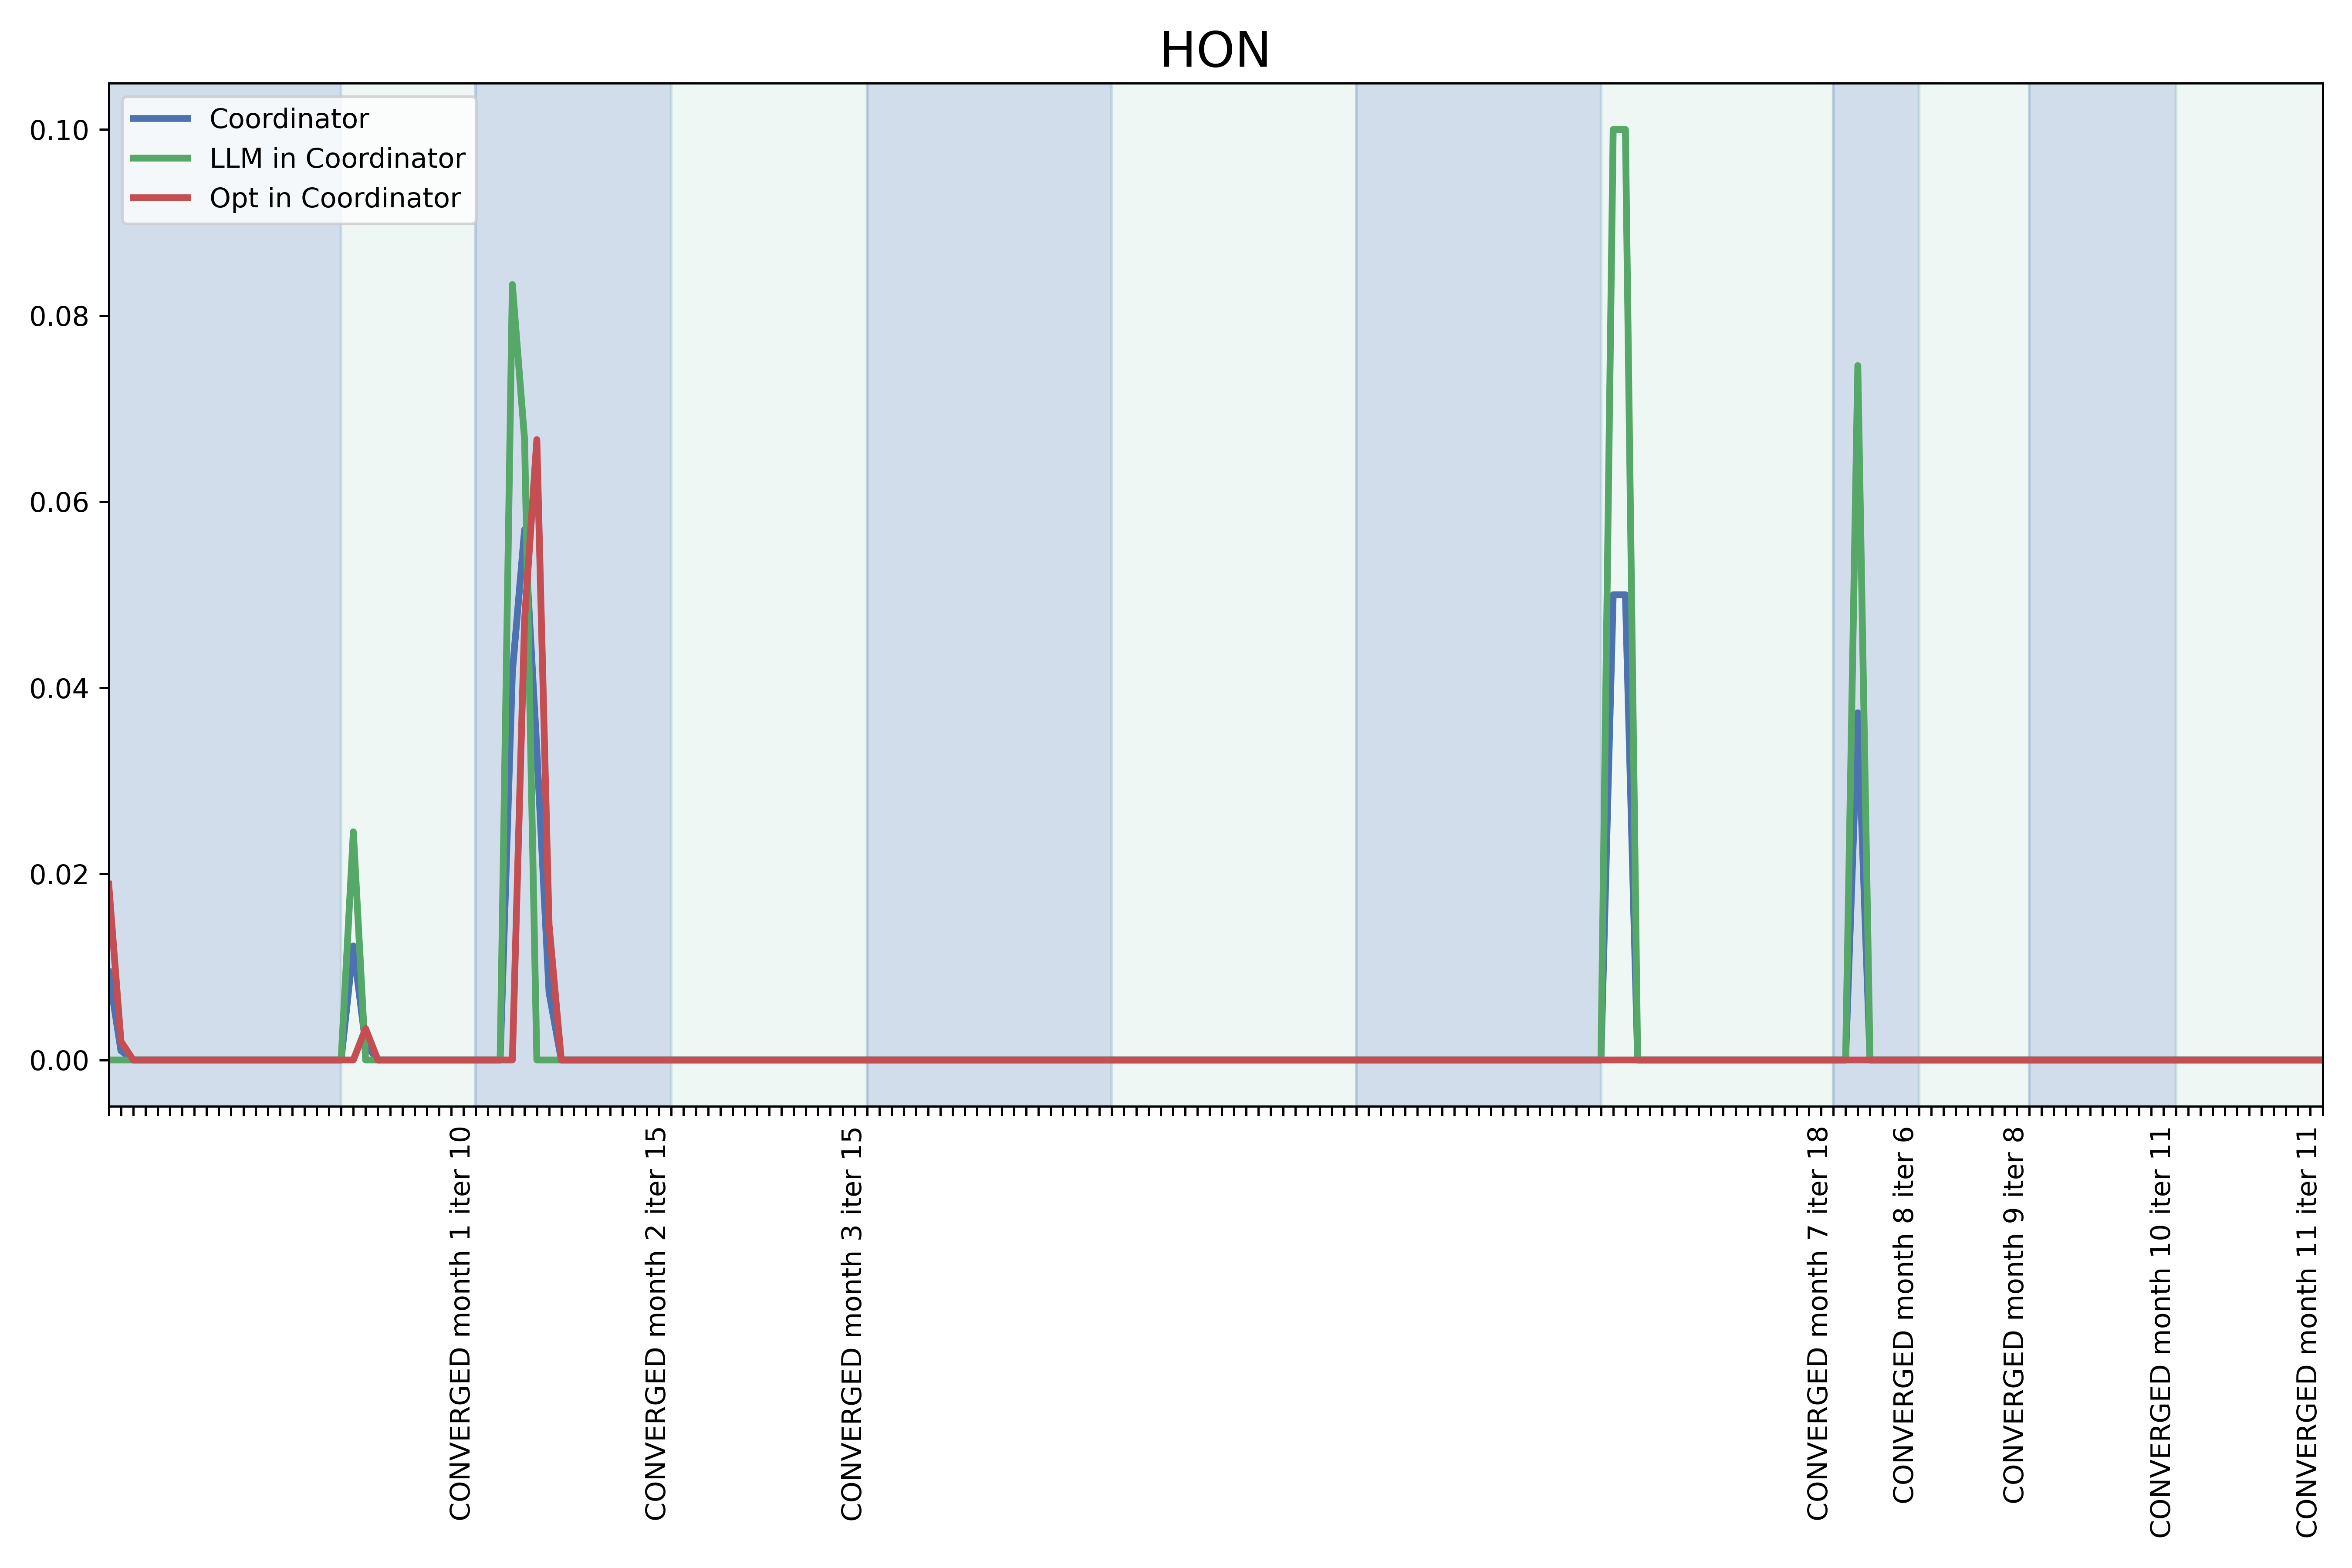 HON
Coordinator
LLM in Coordinator
Opt in Coordinator
0.10
0.08
0.06
0.04
0.02
0.00
CONVERGED month 1 iter 10
CONVERGED month 2 iter 15
CONVERGED month 3 iter 15
CONVERGED month 7 iter 18
CONVERGED month 8 iter 6
CONVERGED month 9 iter 8
CONVERGED month 10 iter 11
CONVERGED month 11 iter 11